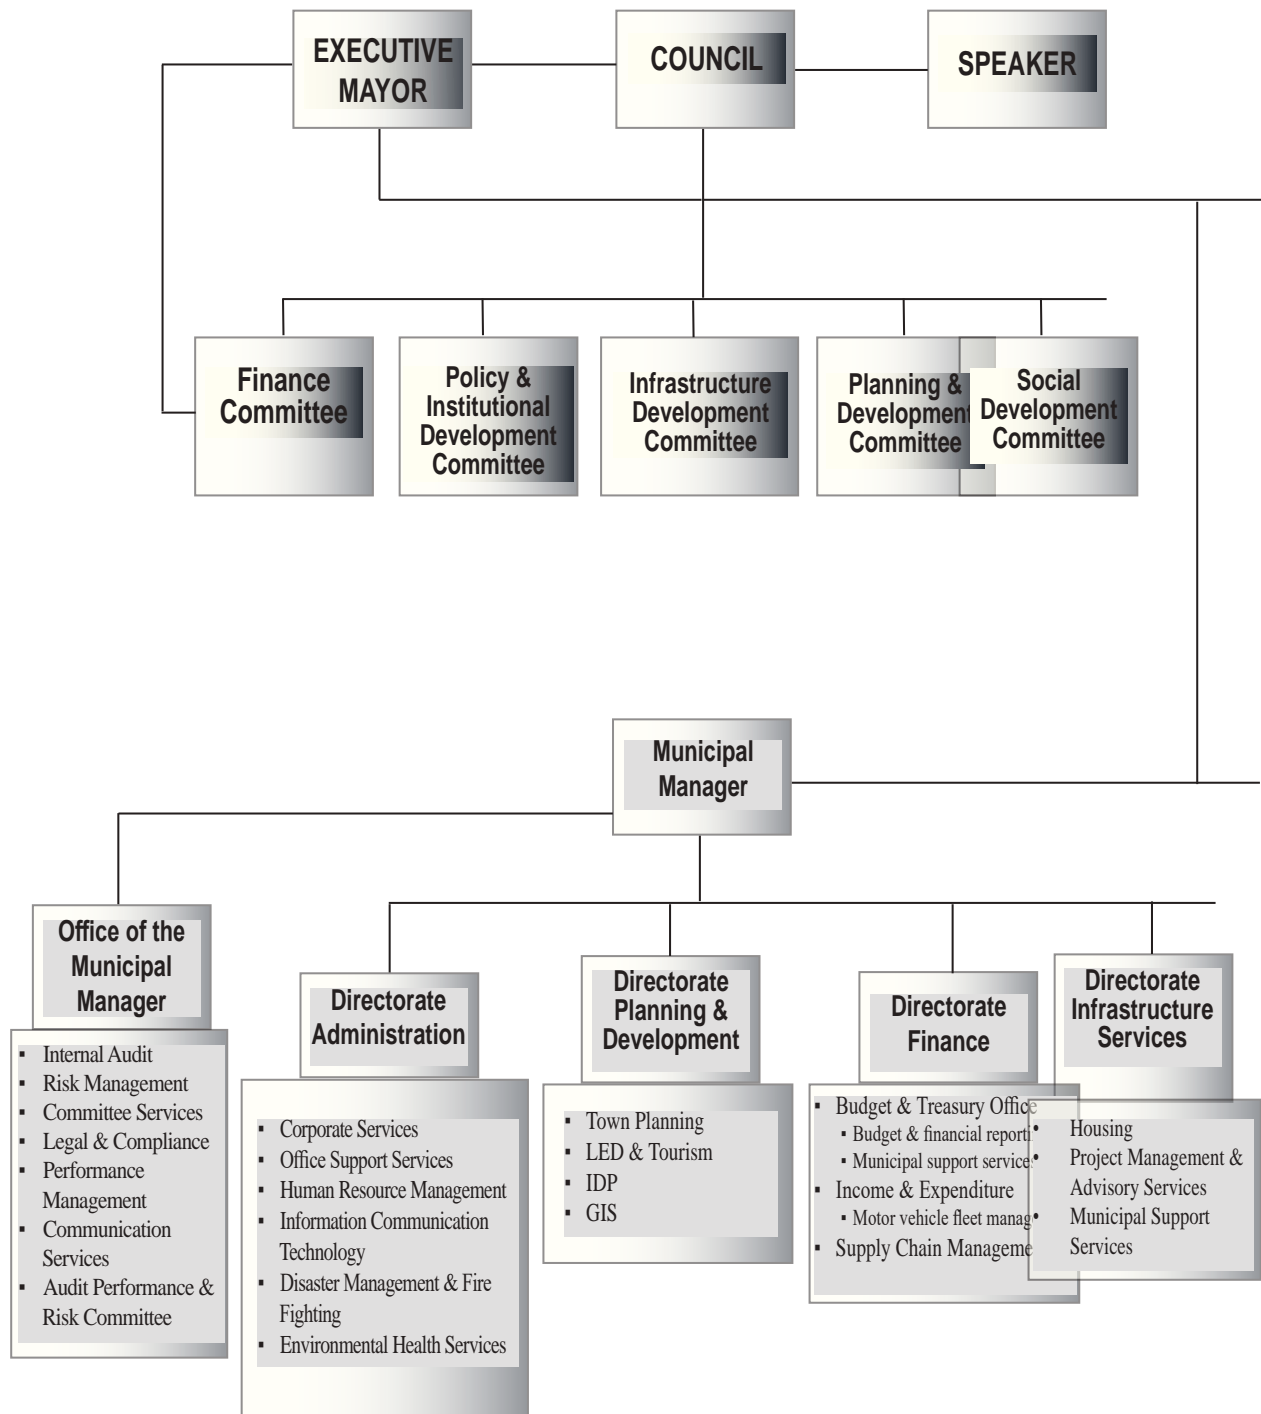 EXECUTIVE
MAYOR
COUNCIL
SPEAKER
Finance
Committee
Policy &
Institutional
Development
Committee
Infrastructure
Development
Committee
Planning &
Development
Committee
Social
Development
Committee
Municipal
Manager
Office of the
Municipal
Manager
▪ Internal Audit
▪ Risk Management
▪ Committee Services
▪ Legal & Compliance
▪ Performance
Management
▪ Communication
Services
▪ Audit Performance &
Risk Committee
Directorate
Administration
▪ Corporate Services
▪ Office Support Services
▪ Human Resource Management
▪ Information Communication
Technology
▪ Disaster Management & Fire
Fighting
▪ Environmental Health Services
Directorate
Planning &
Development
▪ Town Planning
▪ LED & Tourism
▪ IDP
▪ GIS
Directorate
Finance
▪ Budget & Treasury Office
▪ Budget & financial reporti
▪ Municipal support services
▪ Income & Expenditure
▪ Motor vehicle fleet manag
▪ Supply Chain Manageme
Directorate
Infrastructure
Services
• Housing
• Project Management &
Advisory Services
• Municipal Support
Services